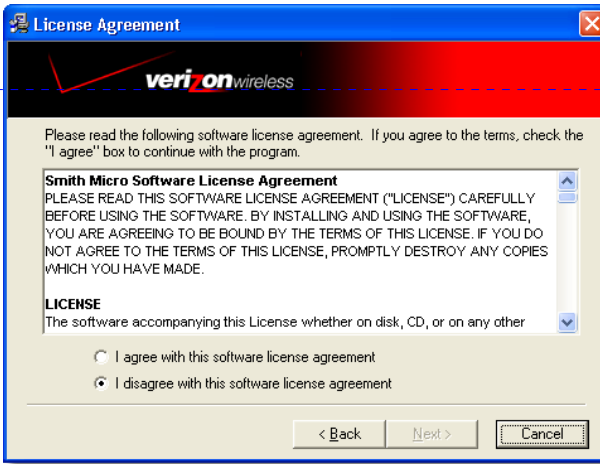 License Agreement
verizonwireless
Please read the following software license agreement. If you agree to the terms, check the
"I agree" box to continue with the program.
Smith Micro Software License Agreement
PLEASE READ THIS SOFTWARE LICENSE AGREEMENT ("LICENSE") CAREFULLY
BEFORE USING THE SOFTWARE. BY INSTALLING AND USING THE SOFTWARE,
YOU ARE AGREEING TO BE BOUND BY THE TERMS OF THIS LICENSE. IF YOU DO
NOT AGREE TO THE TERMS OF THIS LICENSE, PROMPTLY DESTROY ANY COPIES
WHICH YOU HAVE MADE.
LICENSE
The software accompanying this License whether on disk, CD, or on any other
I agree with this software license agreement
I disagree with this software license agreement
< Back Next > Cancel